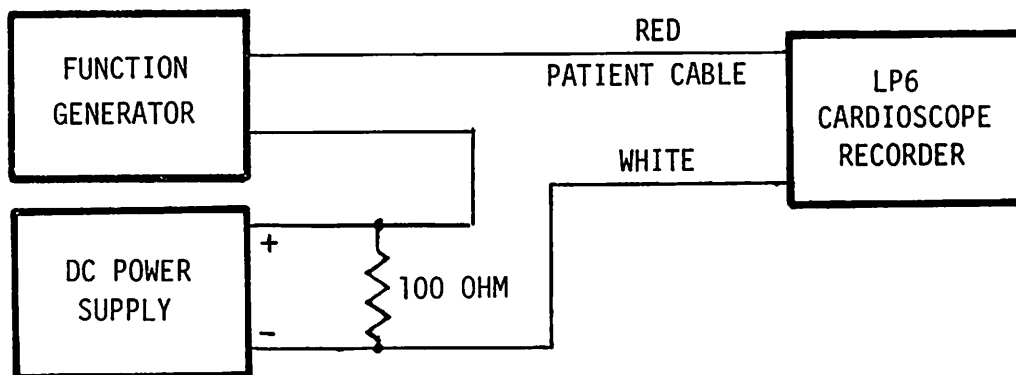 FUNCTION
GENERATOR
RED
PATIENT CABLE
LP6
CARDIOSCOPE
RECORDER
WHITE
DC POWER
SUPPLY
+
-
100 OHM